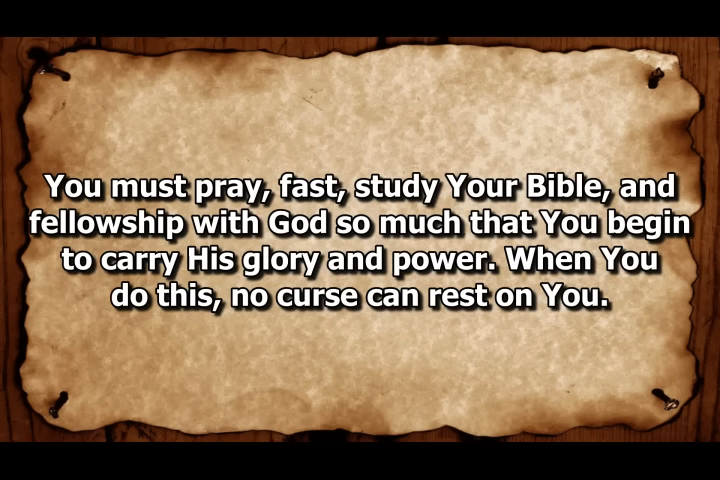 You must pray, fast, study Your Bible, and
fellowship with God so much that You begin
to carry His glory and power. When You
do this, no curse can rest on You.